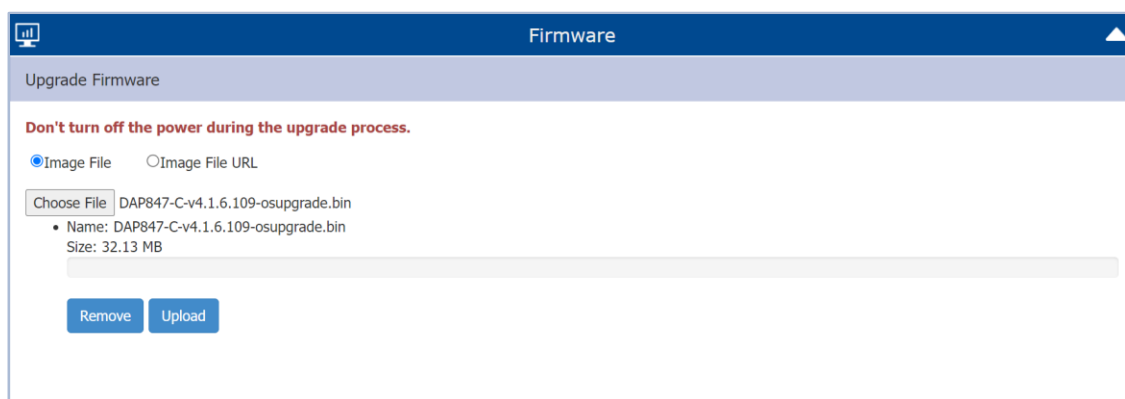 Firmware
Upgrade Firmware
Don't turn off the power during the upgrade process.
Image File Image File URL
Choose File DAP847-C-v4.1.6.109-osupgrade.bin
• Name: DAP847-C-v4.1.6.109-osupgrade.bin
Size: 32.13 MB
Remove Upload